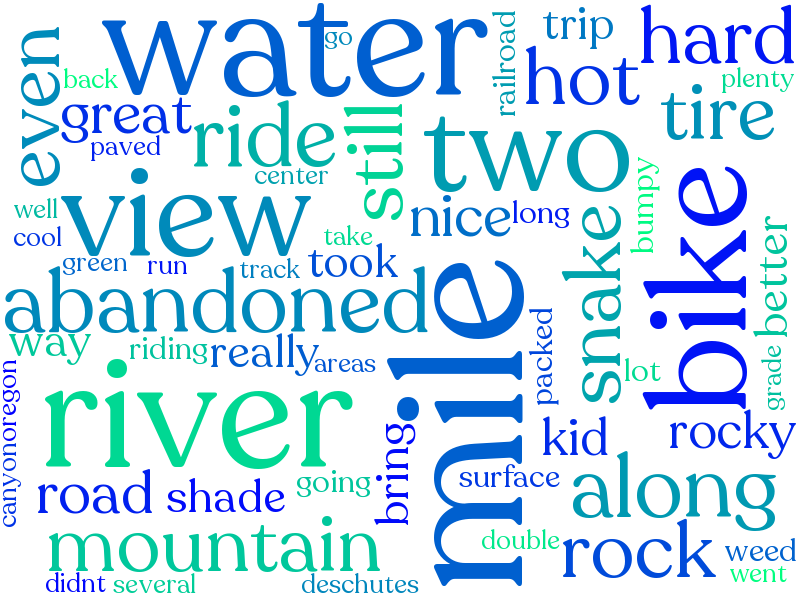 water
go
railroad
trip
hard
even
back
great
paved
ride
still
two
hot
plenty
tire
center
view
well
cool
green
run
track
take
took
nice
long
snake
bumpy
bike
better
abandoned
mile
way
riding
really
areas
packed
lot
grade
oregon
canyon
river
bring
kid
rocky
road
shade
going
surface
along
mountain
double
rock
weed
went
didnt
several
deschutes